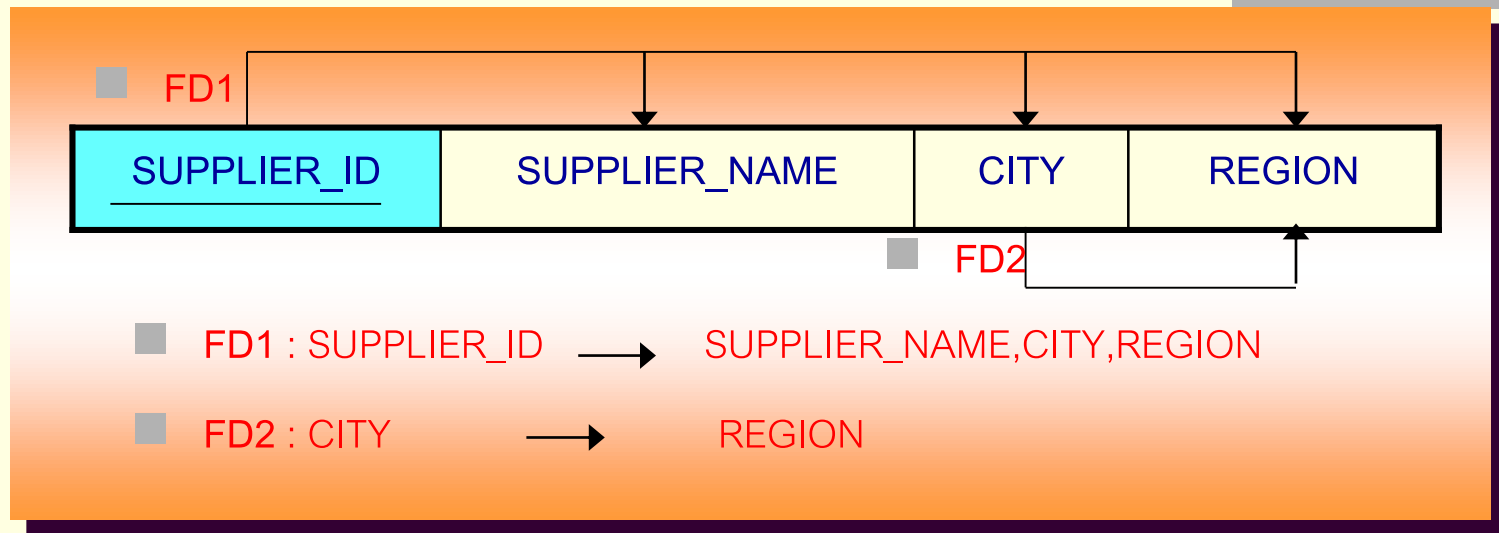 FD1
SUPPLIER_ID SUPPLIER_NAME CITY REGION
FD2
FD1 : SUPPLIER_ID SUPPLIER_NAME,CITY,REGION
FD2 : CITY REGION